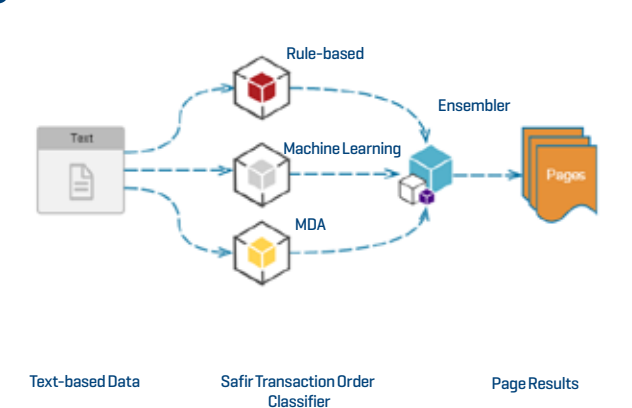 Rule-based
Ensembler
Text
Machine Learning
Pages
MDA
Text-based Data
Safir Transaction Order
Classifier
Page Results